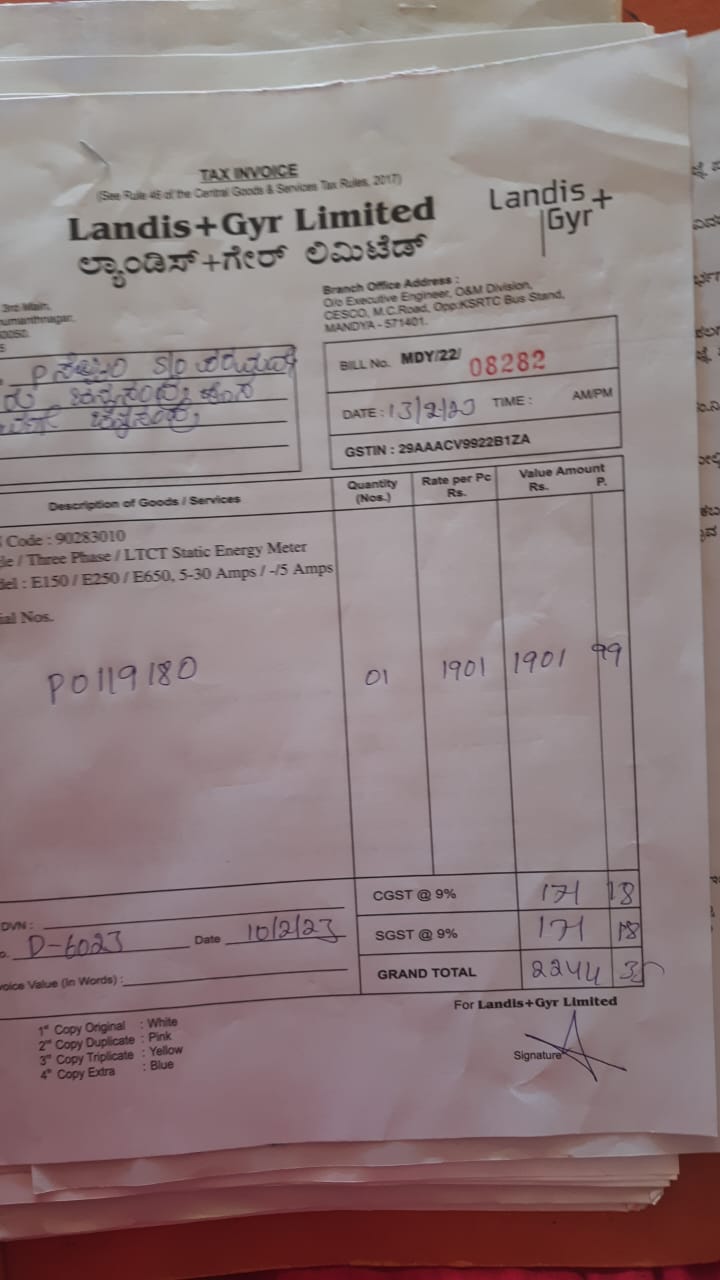 TAX INVOICE
(See Rule 46 of the Central Goods & Services Tax Rules, 2017)
Landis+Gyr Limited
ಲ್ಯಾಂಡಿಸ್+ಗೇರ್ ಲಿಮಿಟೆಡ್
Landis+
Gyr
3rd Main,
Branch Office Address :
O/o Executive Engineer, O&M Division,
CESCO, M.C.Road, Opp:KSRTC Bus Stand,
MANDYA - 571401.
S/o
BILL No. MDY/22/ 08282
DATE : 13/2/23 TIME : AM/PM
GSTIN : 29AAACV9922B1ZA
Description of Goods / Services
Quantity (Nos.)
Rate per Pc Rs.
Value Amount Rs. P.
Code : 90283010
/ Three Phase / LTCT Static Energy Meter
: E150 / E250 / E650, 5-30 Amps / -/5 Amps
Nos.
P0119180 01 1901 1901 99
CGST @ 9% 171 18
DVN :
D-6023 Date 10/2/23
SGST @ 9% 171 18
Value (In Words) :
GRAND TOTAL 2244 35
For Landis+Gyr Limited
1st Copy Original : White
2nd Copy Duplicate : Pink
3rd Copy Triplicate : Yellow
4th Copy Extra : Blue
Signature